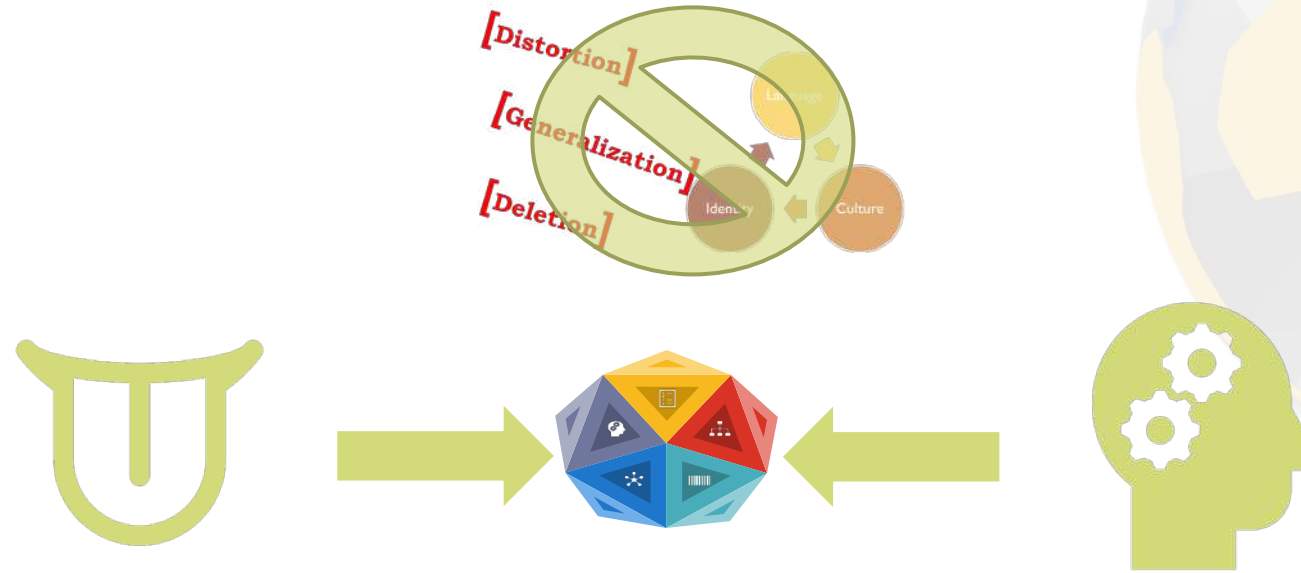 [Distortion]
[Generalization]
[Deletion]
Language
Identity
Culture